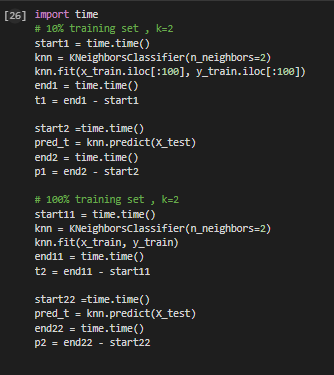 [26] import time
# 10% training set , k=2
start1 = time.time()
knn = KNeighborsClassifier(n_neighbors=2)
knn.fit(x_train.iloc[:100], y_train.iloc[:100])
end1 = time.time()
t1 = end1 - start1

start2 =time.time()
pred_t = knn.predict(X_test)
end2 = time.time()
p1 = end2 - start2

# 100% training set , k=2
start11 = time.time()
knn = KNeighborsClassifier(n_neighbors=2)
knn.fit(x_train, y_train)
end11 = time.time()
t2 = end11 - start11

start22 =time.time()
pred_t = knn.predict(X_test)
end22 = time.time()
p2 = end22 - start22